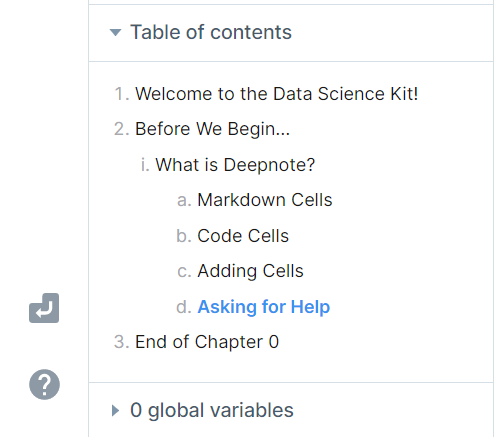 Table of contents
1. Welcome to the Data Science Kit!
2. Before We Begin...
i. What is Deepnote?
a. Markdown Cells
b. Code Cells
c. Adding Cells
d. Asking for Help
3. End of Chapter 0
?
0 global variables